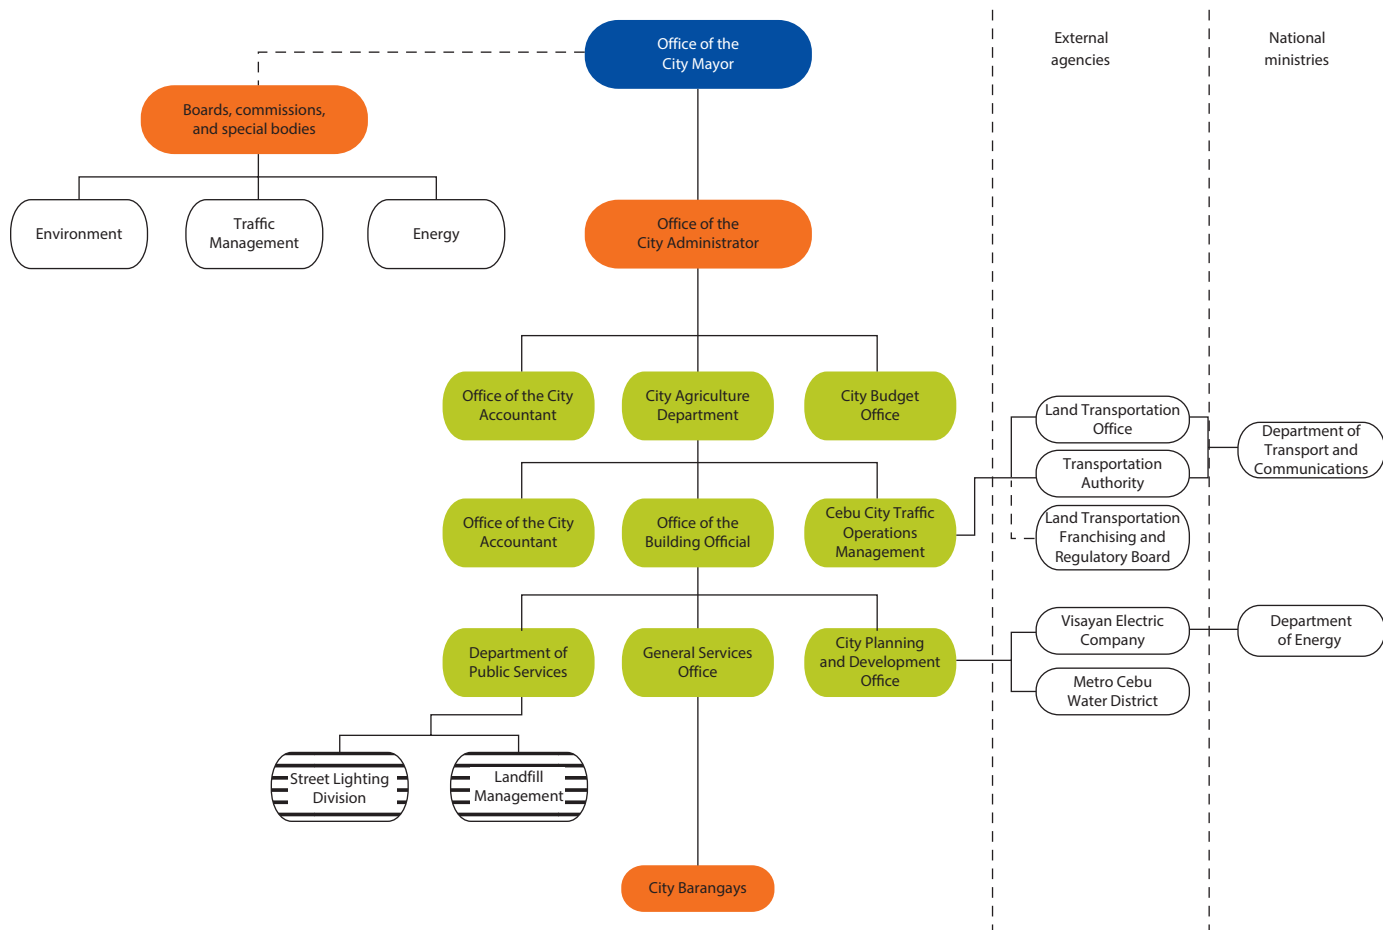 Office of the
City Mayor
External
agencies
National
ministries
Boards, commissions,
and special bodies
Environment
Traffic
Management
Energy
Office of the
City Administrator
Office of the City
Accountant
City Agriculture
Department
City Budget
Office
Land Transportation
Office
Department of
Transport and
Communications
Transportation
Authority
Office of the City
Accountant
Office of the
Building Official
Cebu City Traffic
Operations
Management
Land Transportation
Franchising and
Regulatory Board
Department of
Public Services
General Services
Office
City Planning
and Development
Office
Visayan Electric
Company
Department
of Energy
Metro Cebu
Water District
Street Lighting
Division
Landfill
Management
City Barangays